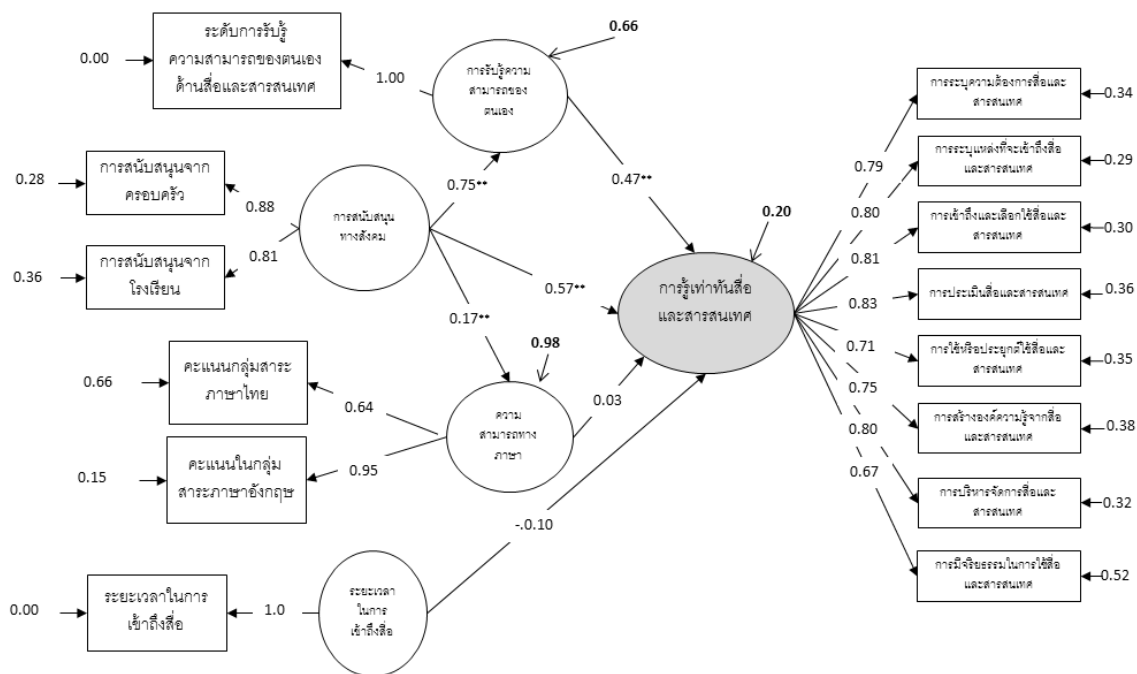 ระดับการรับรู้
ความสามารถของตนเอง
ด้านสื่อและสารสนเทศ
0.00
1.00
การรับรู้ความ
สามารถของ
ตนเอง
0.66
การสนับสนุนจาก
ครอบครัว
0.28
0.88
การสนับสนุนจาก
โรงเรียน
0.36
0.81
การสนับสนุน
ทางสังคม
0.75**
0.47**
0.57**
0.17**
0.20
การรู้เท่าทันสื่อ
และสารสนเทศ
คะแนนกลุ่มสาระ
ภาษาไทย
0.66
0.64
คะแนนในกลุ่ม
สาระภาษาอังกฤษ
0.15
0.95
ความ
สามารถทาง
ภาษา
0.98
0.03
-.0.10
ระยะเวลาในการ
เข้าถึงสื่อ
0.00
1.0
ระยะเวลา
ในการ
เข้าถึงสื่อ
0.79
การระบุความต้องการสื่อและ
สารสนเทศ
0.34
0.80
การระบุแหล่งที่จะเข้าถึงสื่อ
และสารสนเทศ
0.29
0.81
การเข้าถึงและเลือกใช้สื่อและ
สารสนเทศ
0.30
0.83
การประเมินสื่อและสารสนเทศ
0.36
0.71
การใช้หรือประยุกต์ใช้สื่อและ
สารสนเทศ
0.35
0.75
การสร้างองค์ความรู้จากสื่อ
และสารสนเทศ
0.38
0.80
การบริหารจัดการสื่อและ
สารสนเทศ
0.32
0.67
การมีจริยธรรมในการใช้สื่อ
และสารสนเทศ
0.52